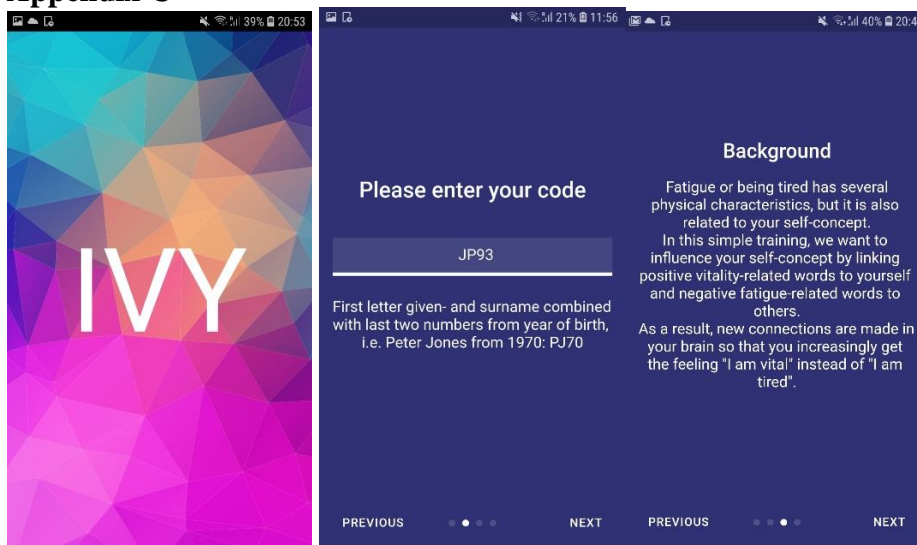 39% 20:53
IVY
21% 11:56
Please enter your code
JP93
First letter given- and surname combined
with last two numbers from year of birth,
i.e. Peter Jones from 1970: PJ70
PREVIOUS
NEXT
40% 20:4
Background
Fatigue or being tired has several
physical characteristics, but it is also
related to your self-concept.
In this simple training, we want to
influence your self-concept by linking
positive vitality-related words to yourself
and negative fatigue-related words to
others.
As a result, new connections are made in
your brain so that you increasingly get
the feeling "I am vital" instead of "I am
tired".
PREVIOUS
NEXT